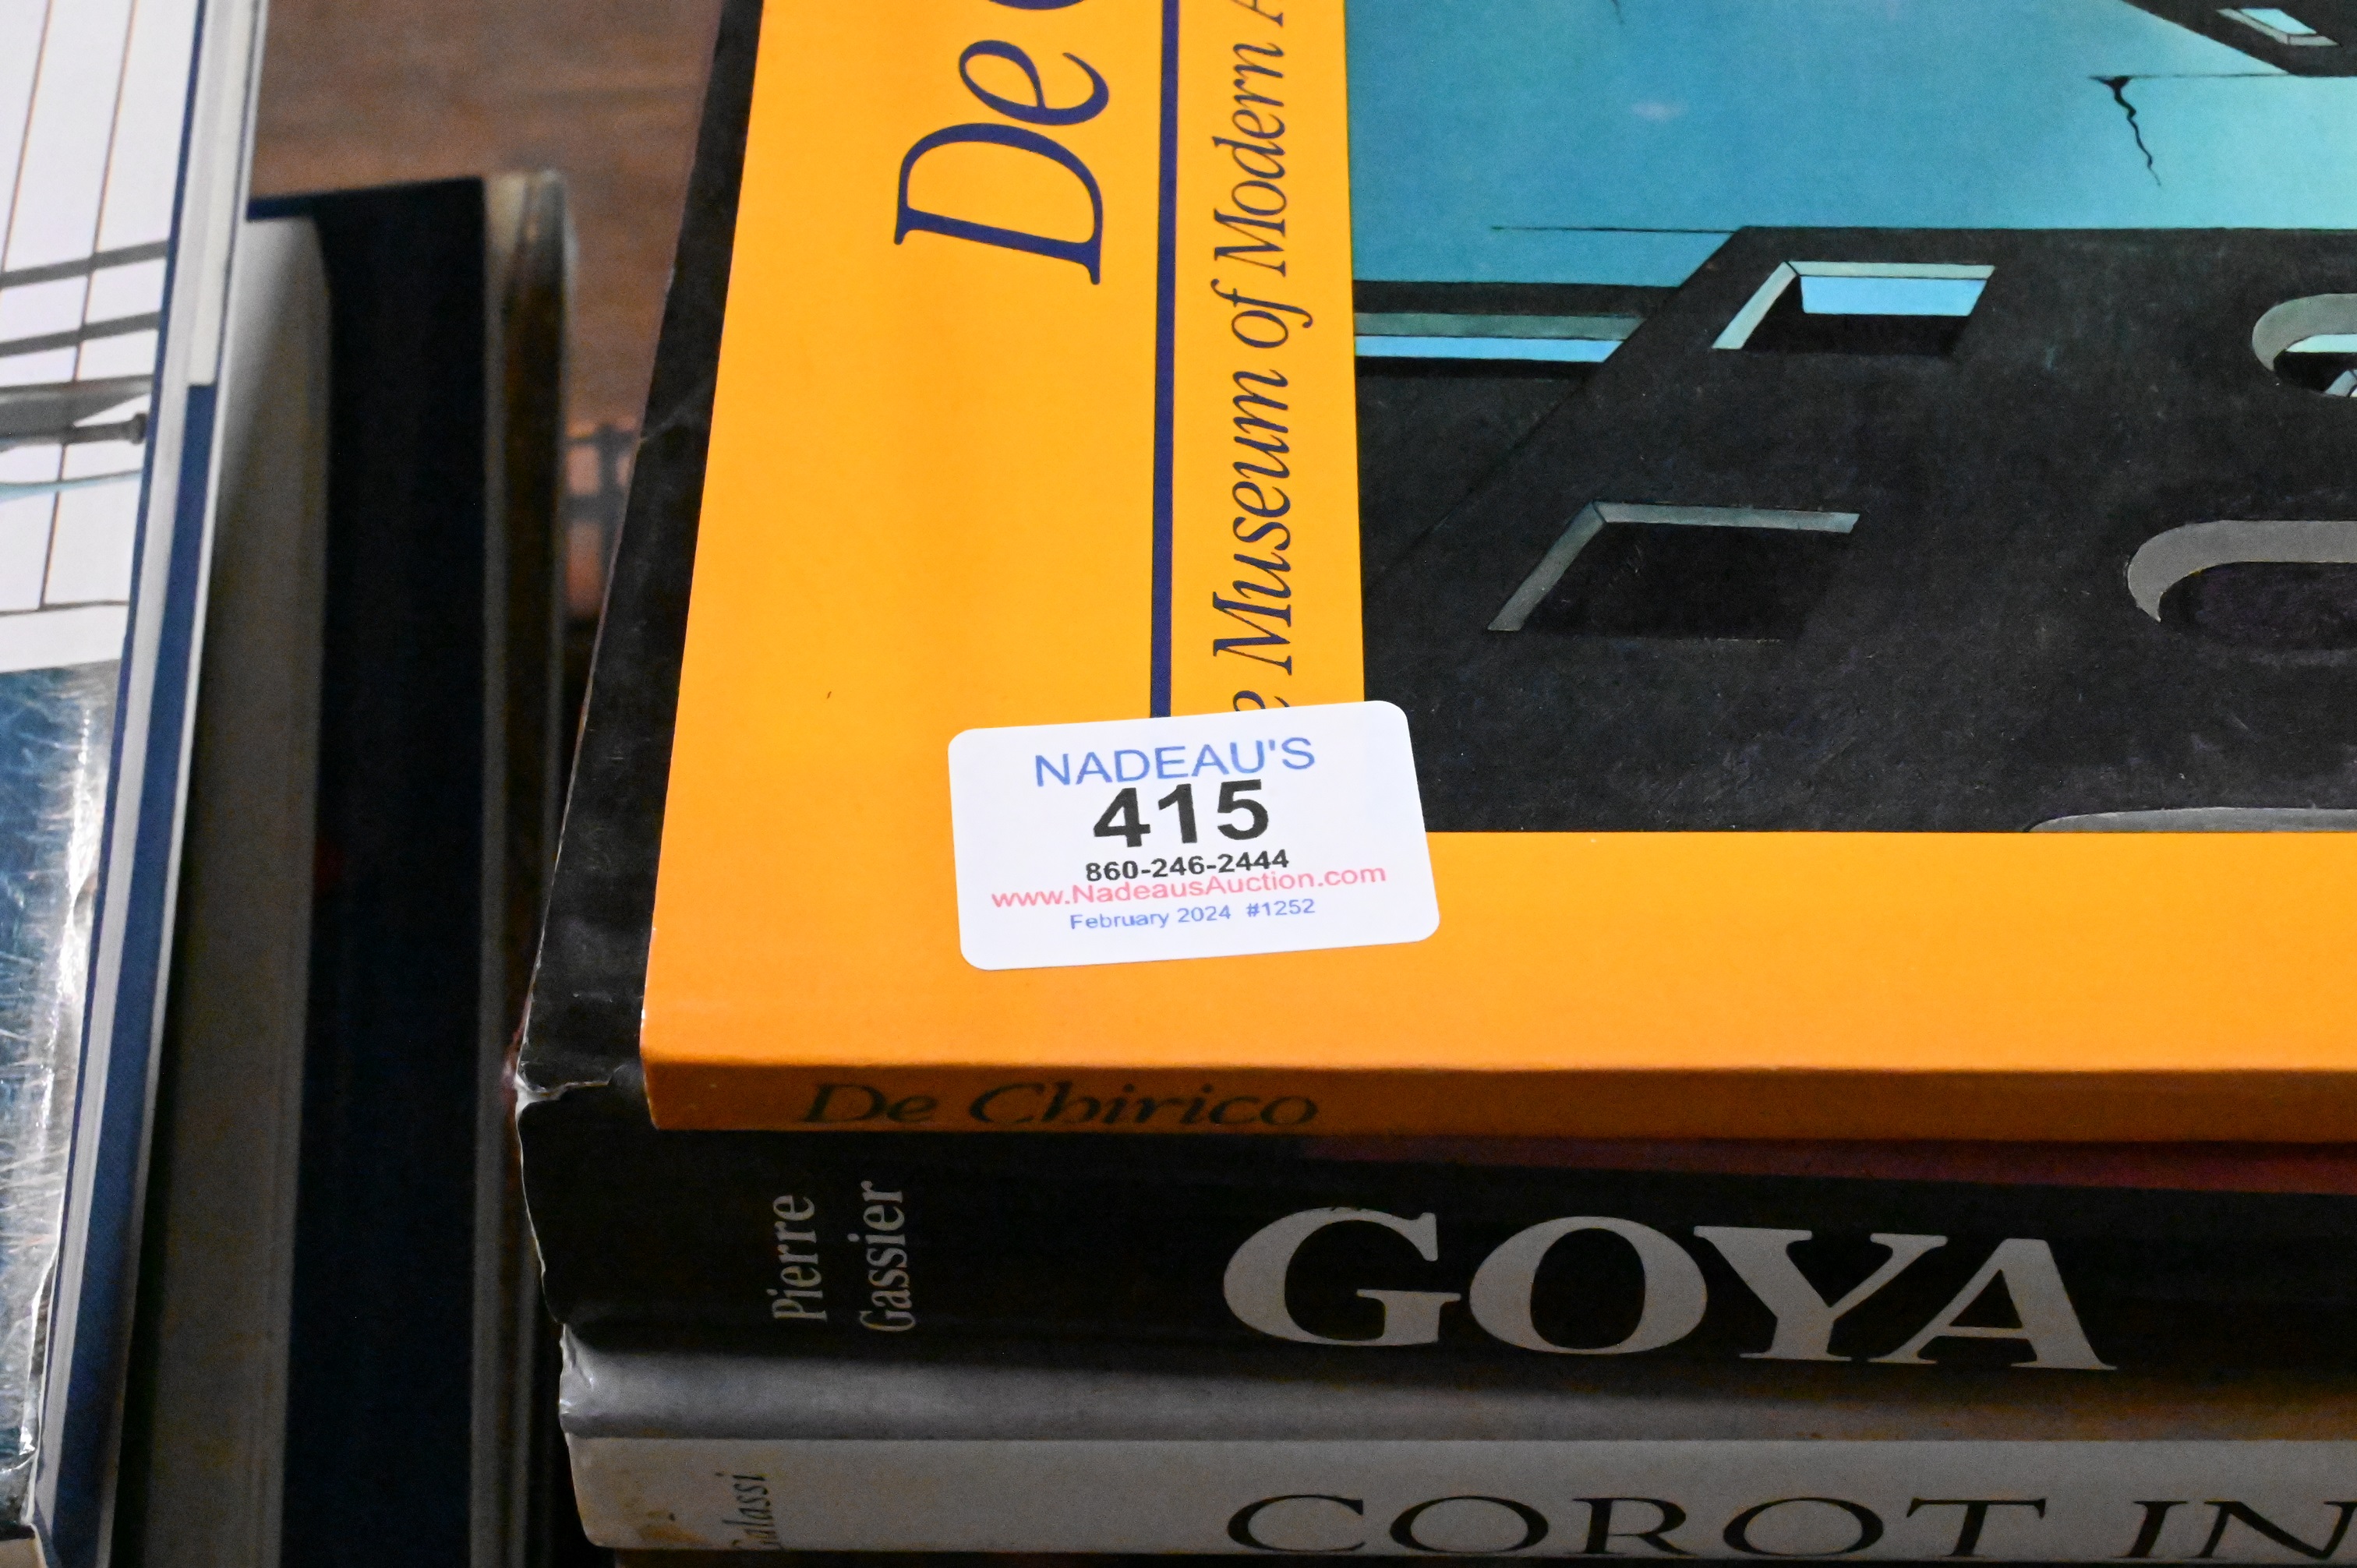 De
Museum of Modern
NADEAU'S
415
860-246-2444
www.NadeausAuction.com
February 2024 #1252
De Chirico
Pierre
Gassier
GOYA
Galassi
COROT IN